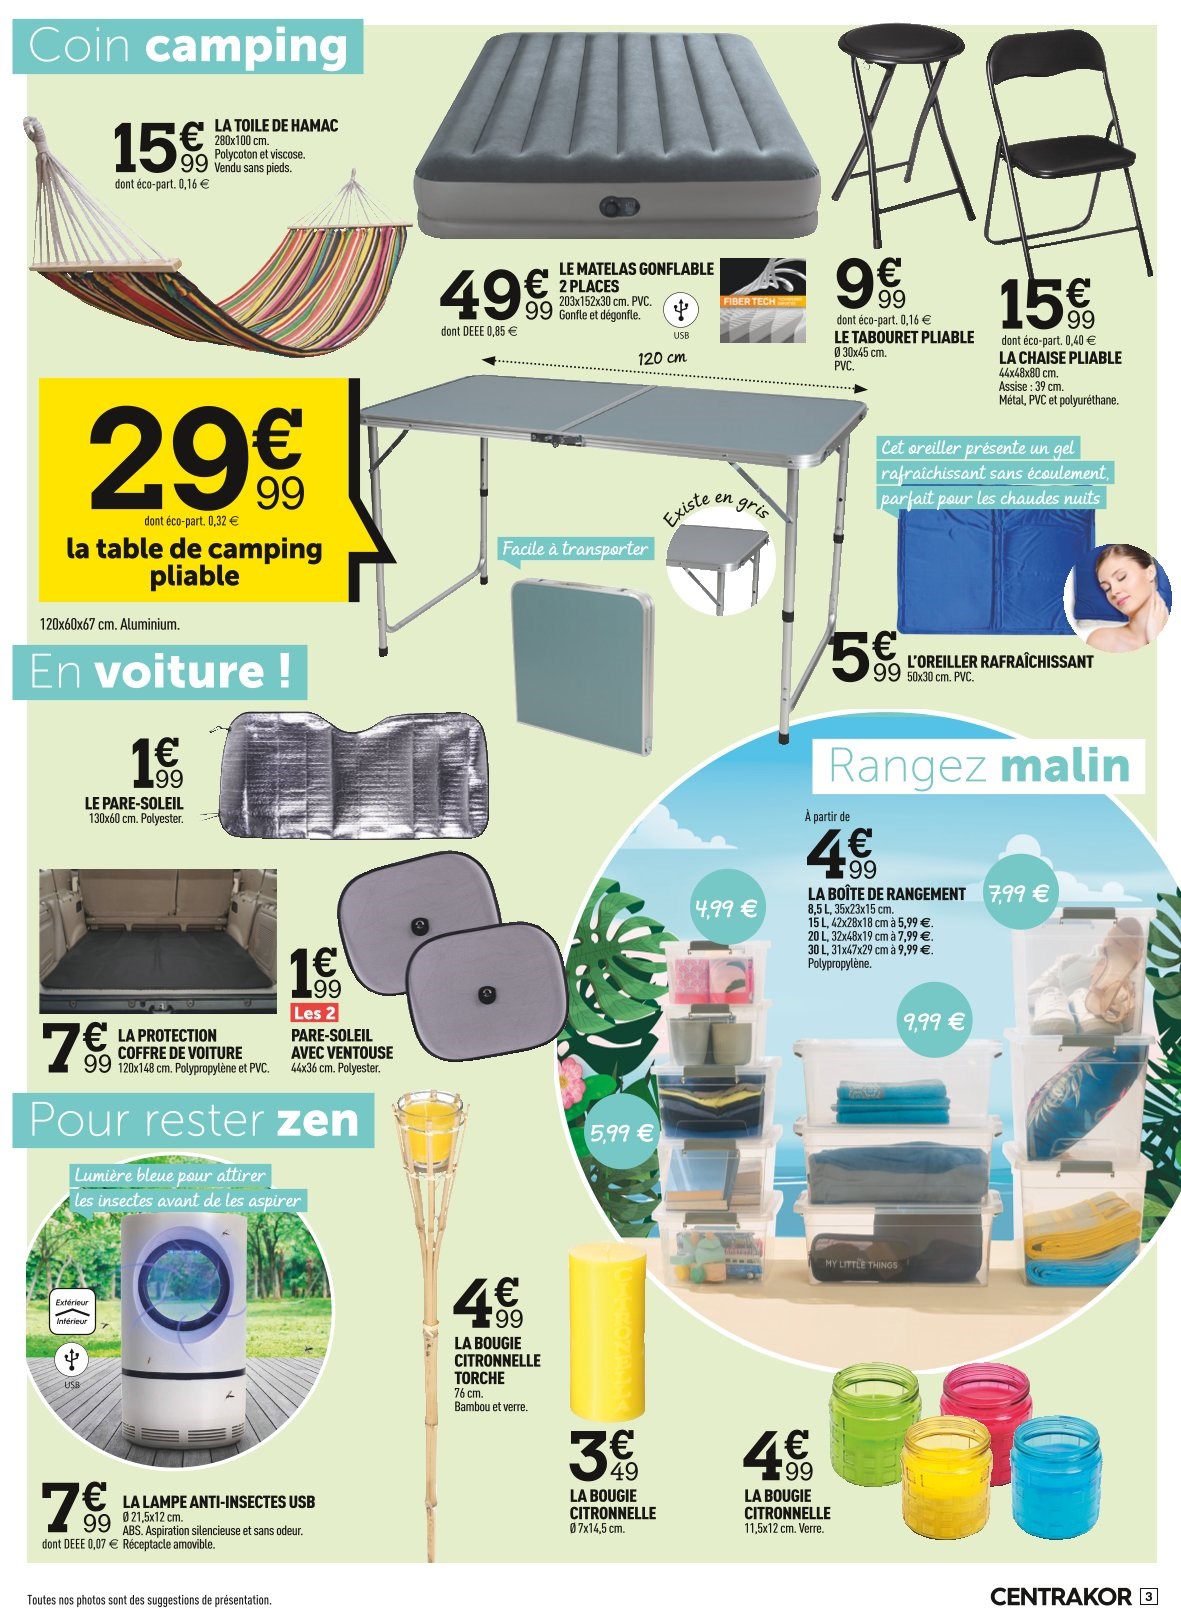 Coin camping
15€99
dont éco-part. 0,16 €
LA TOILE DE HAMAC
280x100 cm.
Polycoton et viscose.
Vendu sans pieds.
49€99
dont DEEE 0,85 €
LE MATELAS GONFLABLE
2 PLACES
203x152x30 cm. PVC.
Gonfle et dégonfle.
USB
FIBER TECH
9€99
dont éco-part. 0,16 €
LE TABOURET PLIABLE
Ø 30x45 cm.
PVC.
15€99
dont éco-part. 0,40 €
LA CHAISE PLIABLE
44x48x80 cm.
Assise : 39 cm.
Métal, PVC et polyuréthane.
120 cm
29€99
dont éco-part. 0,32 €
la table de camping
pliable
120x60x67 cm. Aluminium.
Facile à transporter
Existe en gris
Cet oreiller présente un gel
rafraîchissant sans écoulement,
parfait pour les chaudes nuits
5€99
L'OREILLER RAFRAÎCHISSANT
50x30 cm. PVC.
En voiture !
1€99
LE PARE-SOLEIL
130x60 cm. Polyester.
7€99
LA PROTECTION
COFFRE DE VOITURE
120x148 cm. Polypropylène et PVC.
1€99
Les 2
PARE-SOLEIL
AVEC VENTOUSE
44x36 cm. Polyester.
Rangez malin
À partir de
4€99
LA BOÎTE DE RANGEMENT
8,5 L, 35x23x15 cm.
15 L, 42x28x18 cm à 5,99 €.
20 L, 32x48x19 cm à 7,99 €.
30 L, 31x47x29 cm à 9,99 €.
Polypropylène.
4,99 €
7,99 €
9,99 €
5,99 €
MY LITTLE THINGS
Pour rester zen
Lumière bleue pour attirer
les insectes avant de les aspirer
Extérieur
Intérieur
USB
7€99
dont DEEE 0,07 €
LA LAMPE ANTI-INSECTES USB
Ø 21,5x12 cm.
ABS. Aspiration silencieuse et sans odeur.
Réceptacle amovible.
4€99
LA BOUGIE
CITRONNELLE
TORCHE
76 cm.
Bambou et verre.
3€49
LA BOUGIE
CITRONNELLE
Ø 7x14,5 cm.
4€99
LA BOUGIE
CITRONNELLE
11,5x12 cm. Verre.
Toutes nos photos sont des suggestions de présentation.
CENTRAKOR 3